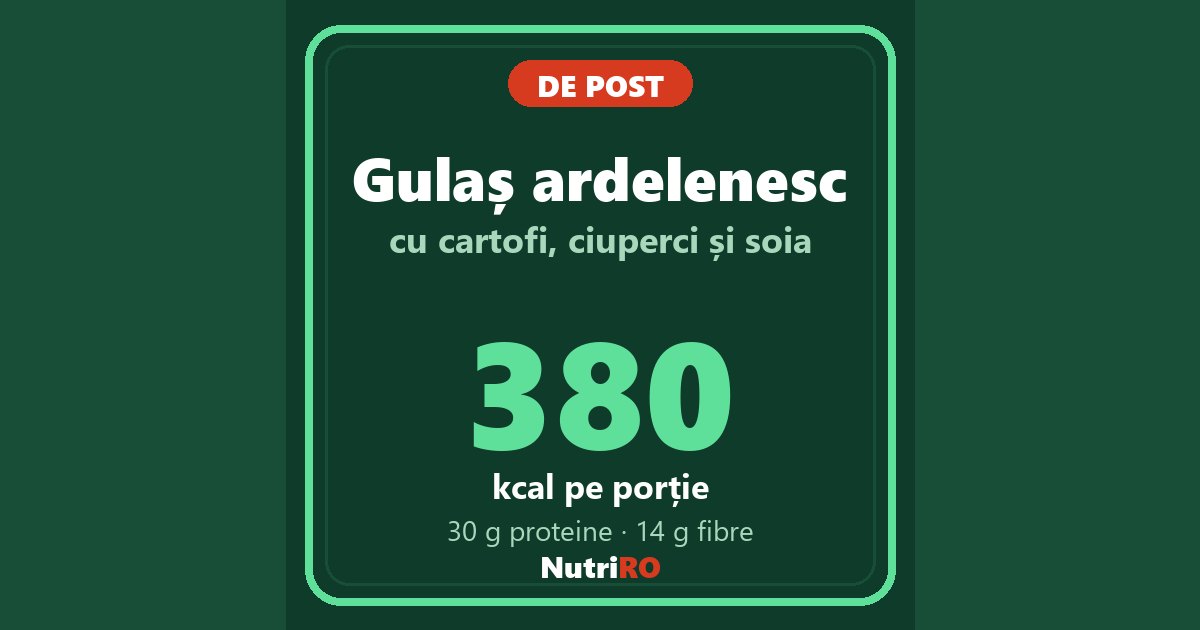 DE POST
Gulaș ardelenesc
cu cartofi, ciuperci și soia
380
kcal pe porție
30 g proteine · 14 g fibre
NutriRO